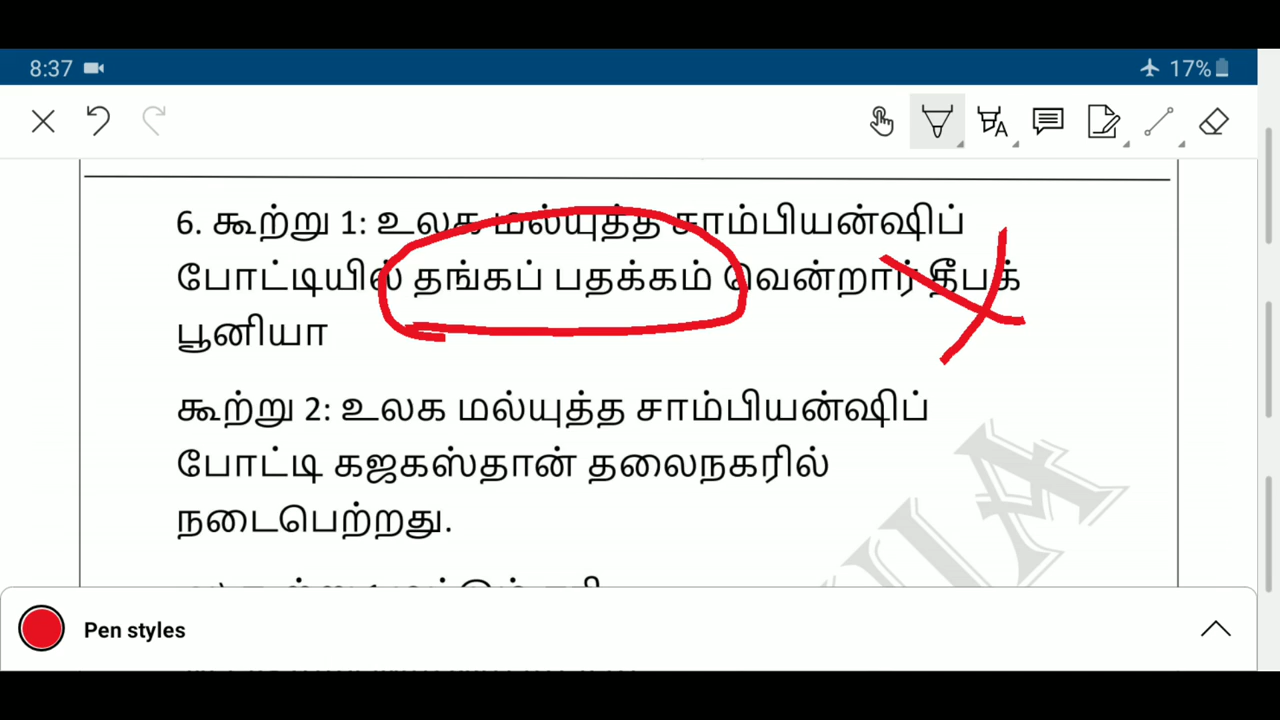 8:37
17%
6. கூற்று 1: உலக மல்யுத்த சாம்பியன்ஷிப்
போட்டியில் தங்கப் பதக்கம் வென்றார் தீபக்
பூனியா
கூற்று 2: உலக மல்யுத்த சாம்பியன்ஷிப்
போட்டி கஜகஸ்தான் தலைநகரில்
நடைபெற்றது.
Pen styles